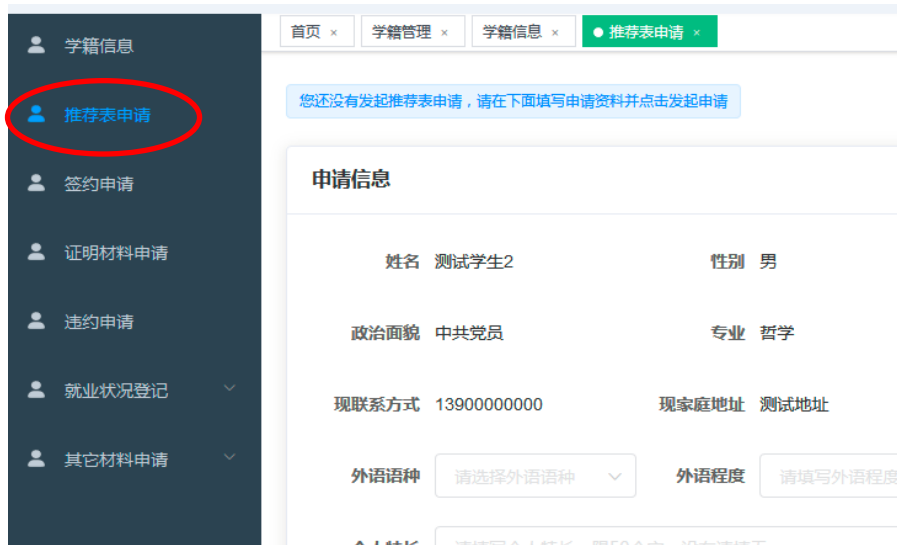 学籍信息
推荐表申请
签约申请
证明材料申请
违约申请
就业状况登记
其它材料申请
首页 × 学籍管理 × 学籍信息 × 推荐表申请 ×
您还没有发起推荐表申请，请在下面填写申请资料并点击发起申请
申请信息
姓名 测试学生2 性别 男
政治面貌 中共党员 专业 哲学
现联系方式 13900000000 现家庭地址 测试地址
外语语种 请选择外语语种 外语程度 请填写外语程度